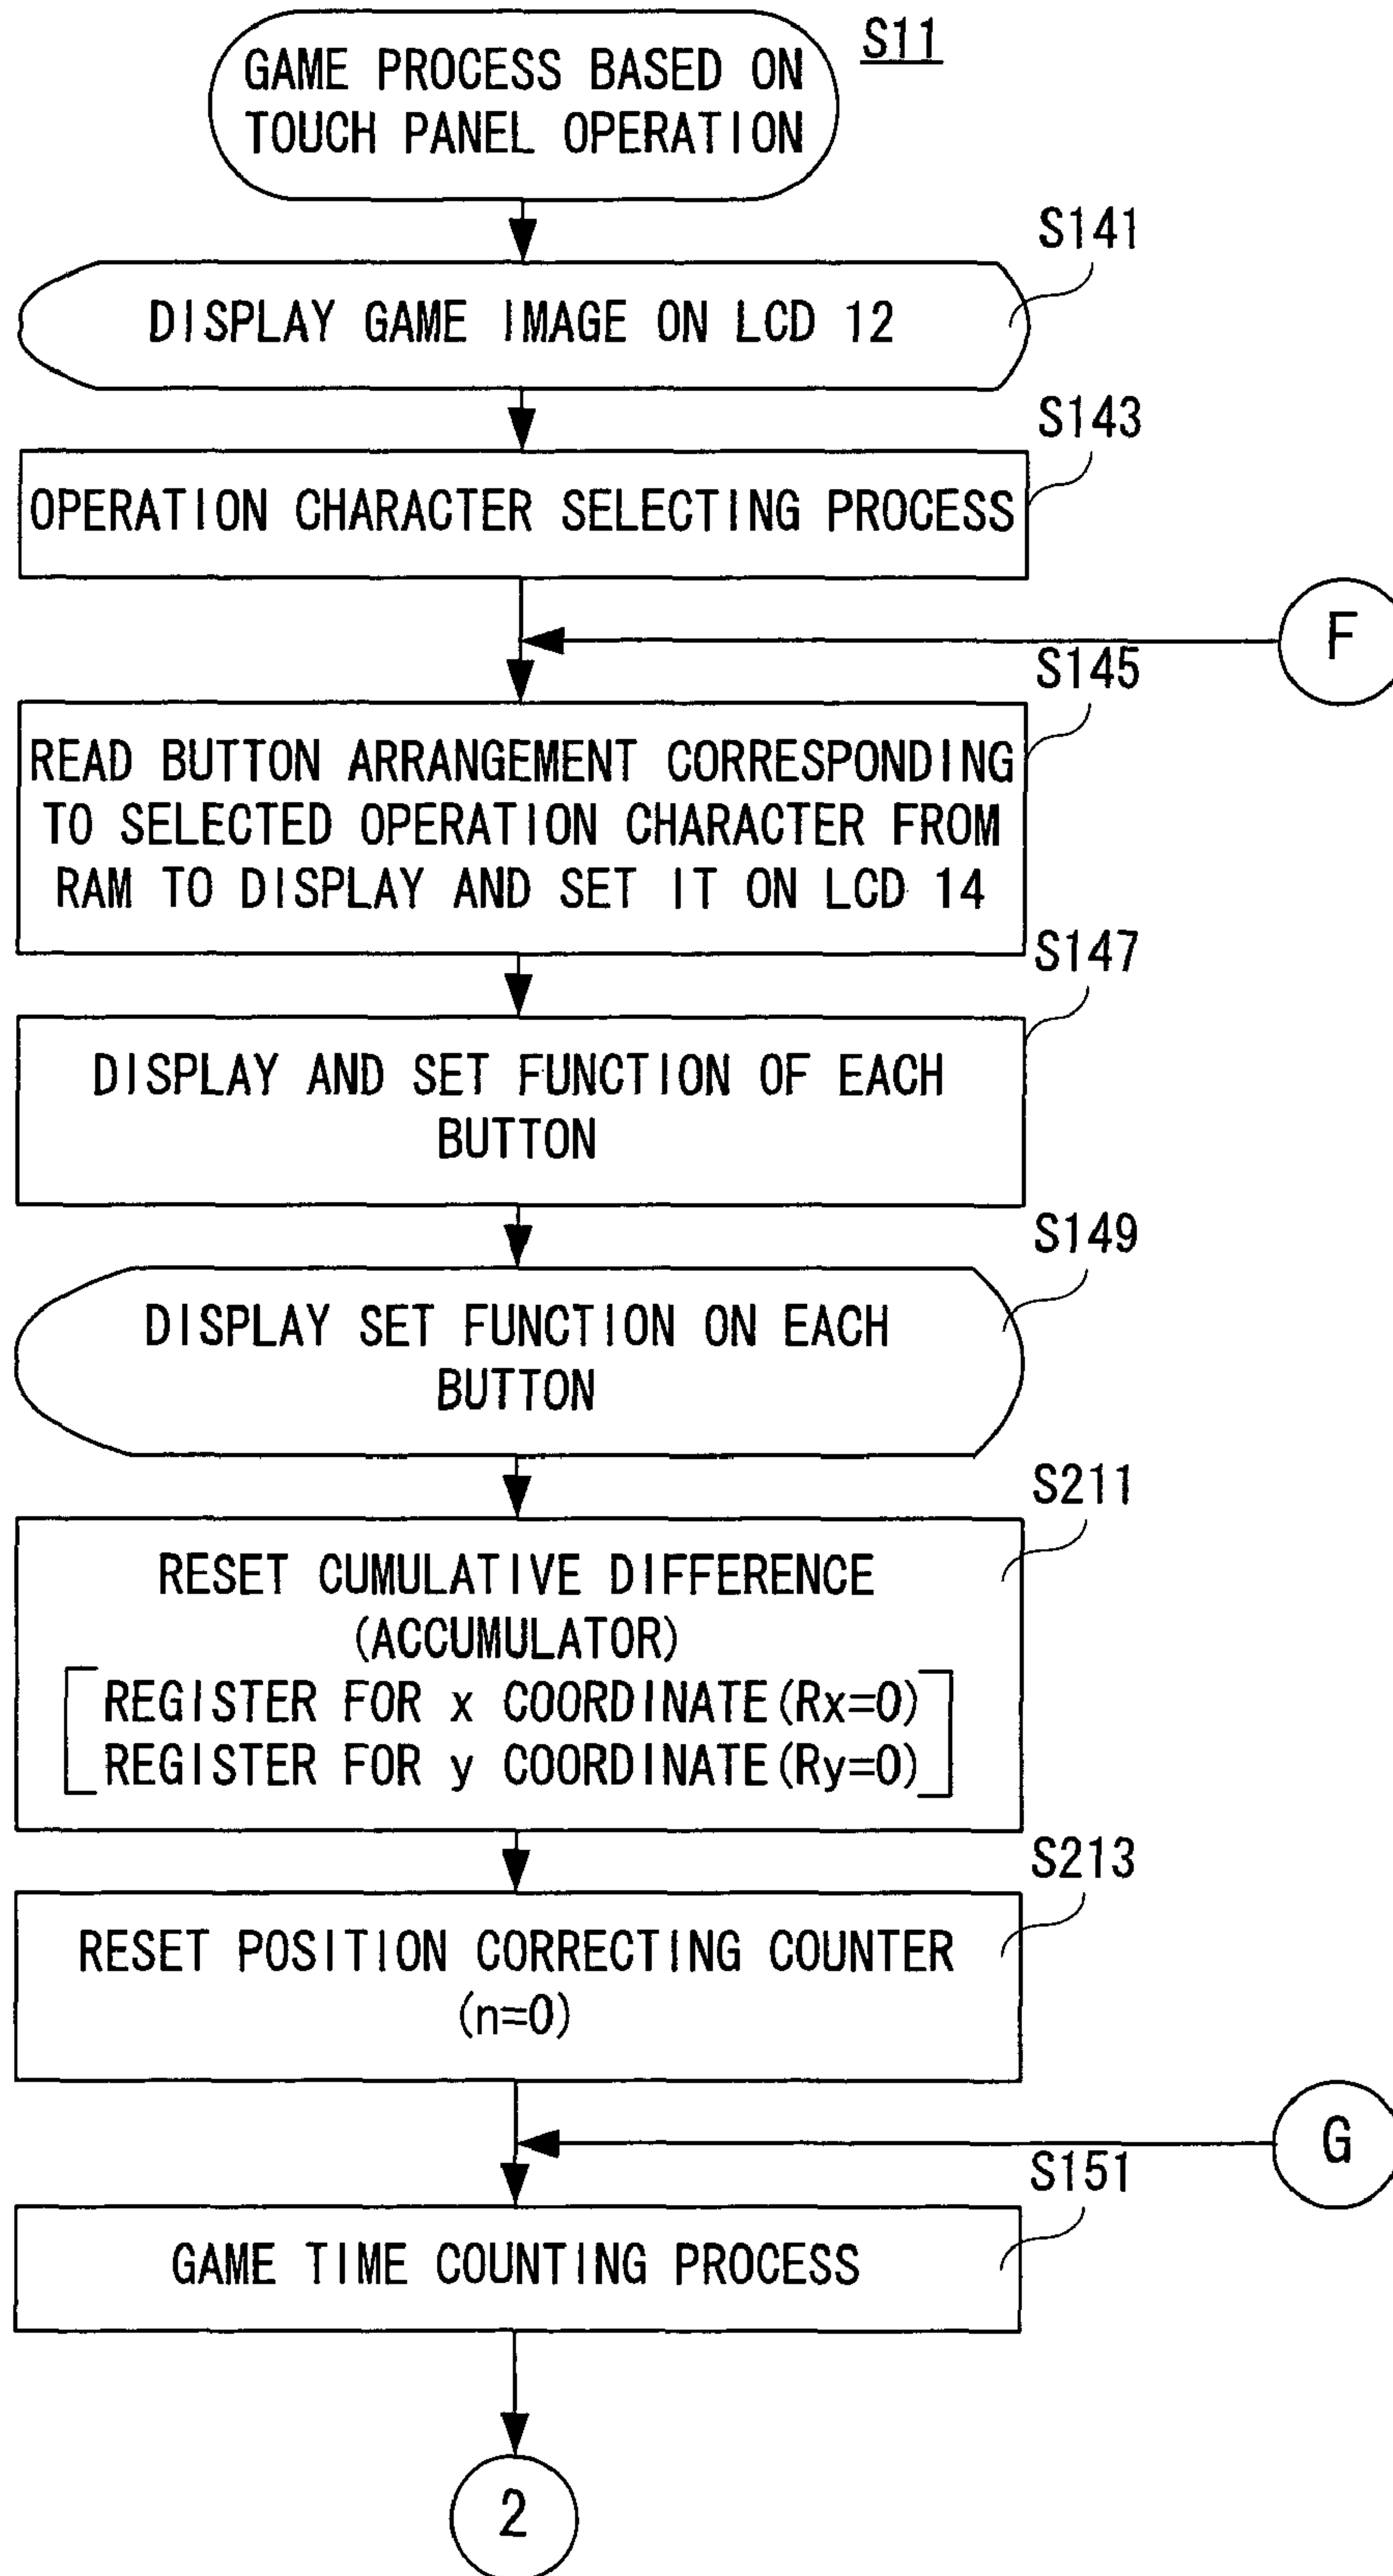 S11
GAME PROCESS BASED ON
TOUCH PANEL OPERATION
S141
DISPLAY GAME IMAGE ON LCD 12
S143
OPERATION CHARACTER SELECTING PROCESS
F
S145
READ BUTTON ARRANGEMENT CORRESPONDING
TO SELECTED OPERATION CHARACTER FROM
RAM TO DISPLAY AND SET IT ON LCD 14
S147
DISPLAY AND SET FUNCTION OF EACH
BUTTON
S149
DISPLAY SET FUNCTION ON EACH
BUTTON
S211
RESET CUMULATIVE DIFFERENCE
(ACCUMULATOR)
REGISTER FOR x COORDINATE(Rx=0)
REGISTER FOR y COORDINATE(Ry=0)
S213
RESET POSITION CORRECTING COUNTER
(n=0)
G
S151
GAME TIME COUNTING PROCESS
2